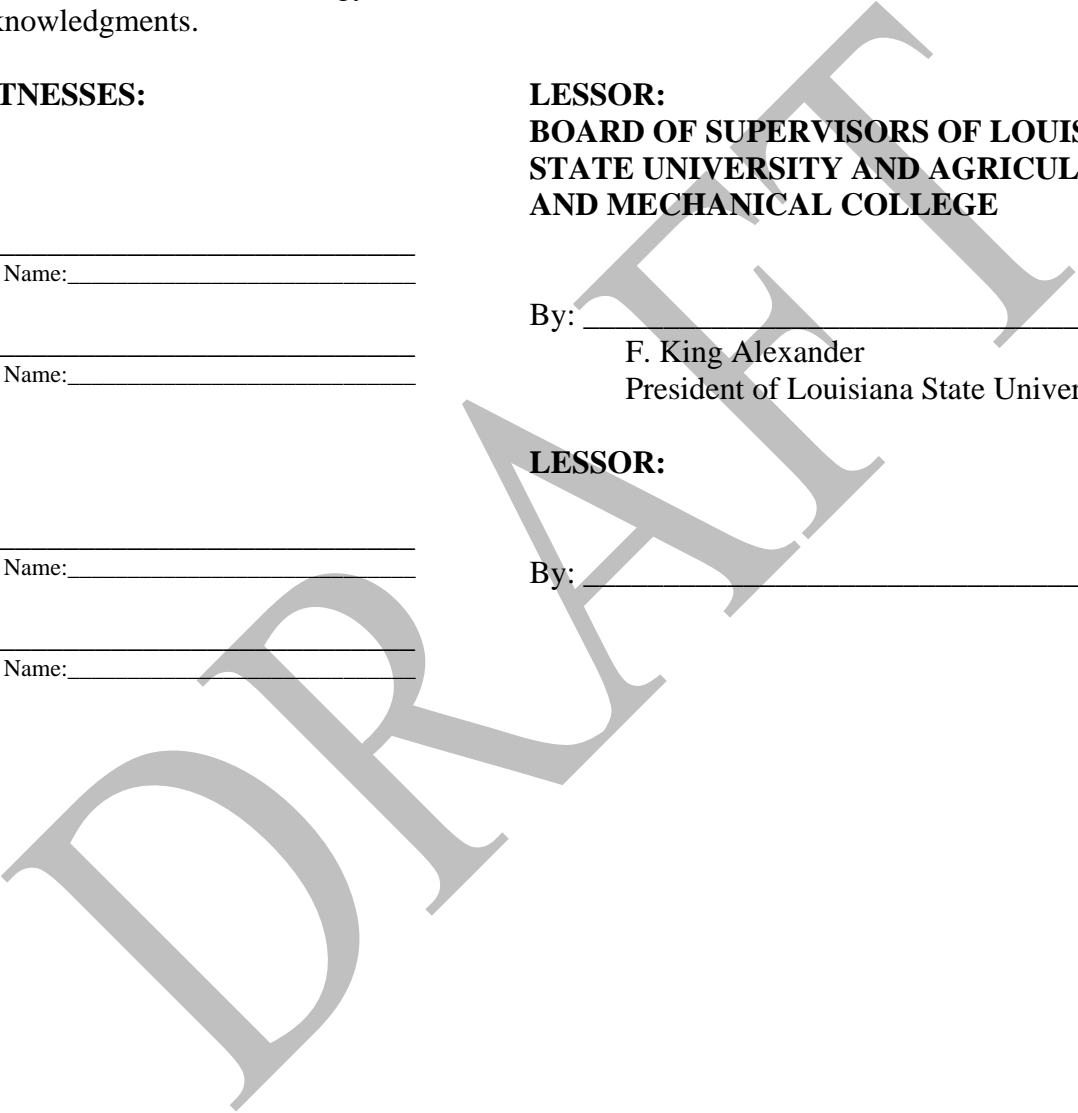 knowledgments.
TNESSES:
LESSOR:
BOARD OF SUPERVISORS OF LOUIS
STATE UNIVERSITY AND AGRICUL
AND MECHANICAL COLLEGE
Name:
By:
Name:
F. King Alexander
President of Louisiana State Univer
LESSOR:
Name:
By:
Name:
DRAFT